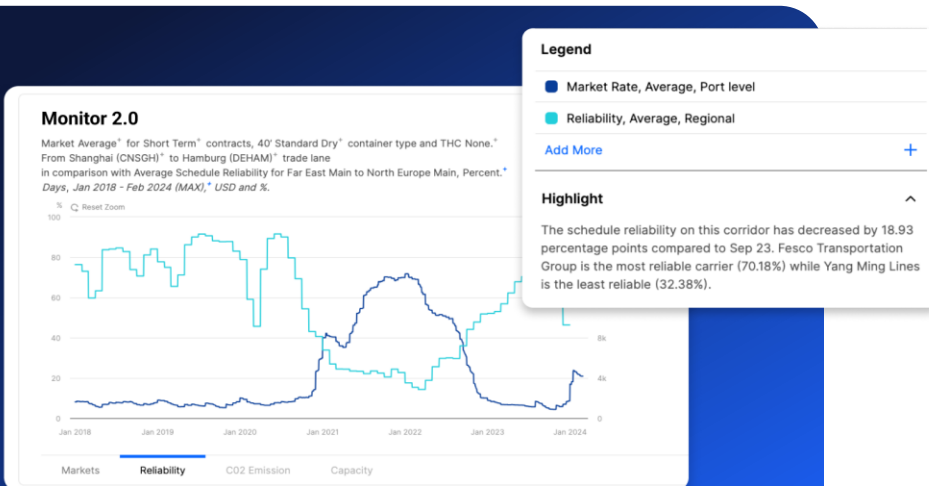 Legend
Market Rate, Average, Port level
Reliability, Average, Regional
Add More +
Highlight
The schedule reliability on this corridor has decreased by 18.93
percentage points compared to Sep 23. Fesco Transportation
Group is the most reliable carrier (70.18%) while Yang Ming Lines
is the least reliable (32.38%).
Monitor 2.0
Market Average+ for Short Term+ contracts, 40' Standard Dry+ container type and THC None.+
From Shanghai (CNSGH)+ to Hamburg (DEHAM)+ trade lane
in comparison with Average Schedule Reliability for Far East Main to North Europe Main, Percent.+
Days, Jan 2018 - Feb 2024 (MAX),+ USD and %.
% Reset Zoom
100
80
60
40 8k
20 4k
0 0
Jan 2018 Jan 2019 Jan 2020 Jan 2021 Jan 2022 Jan 2023 Jan 2024
Markets Reliability C02 Emission Capacity